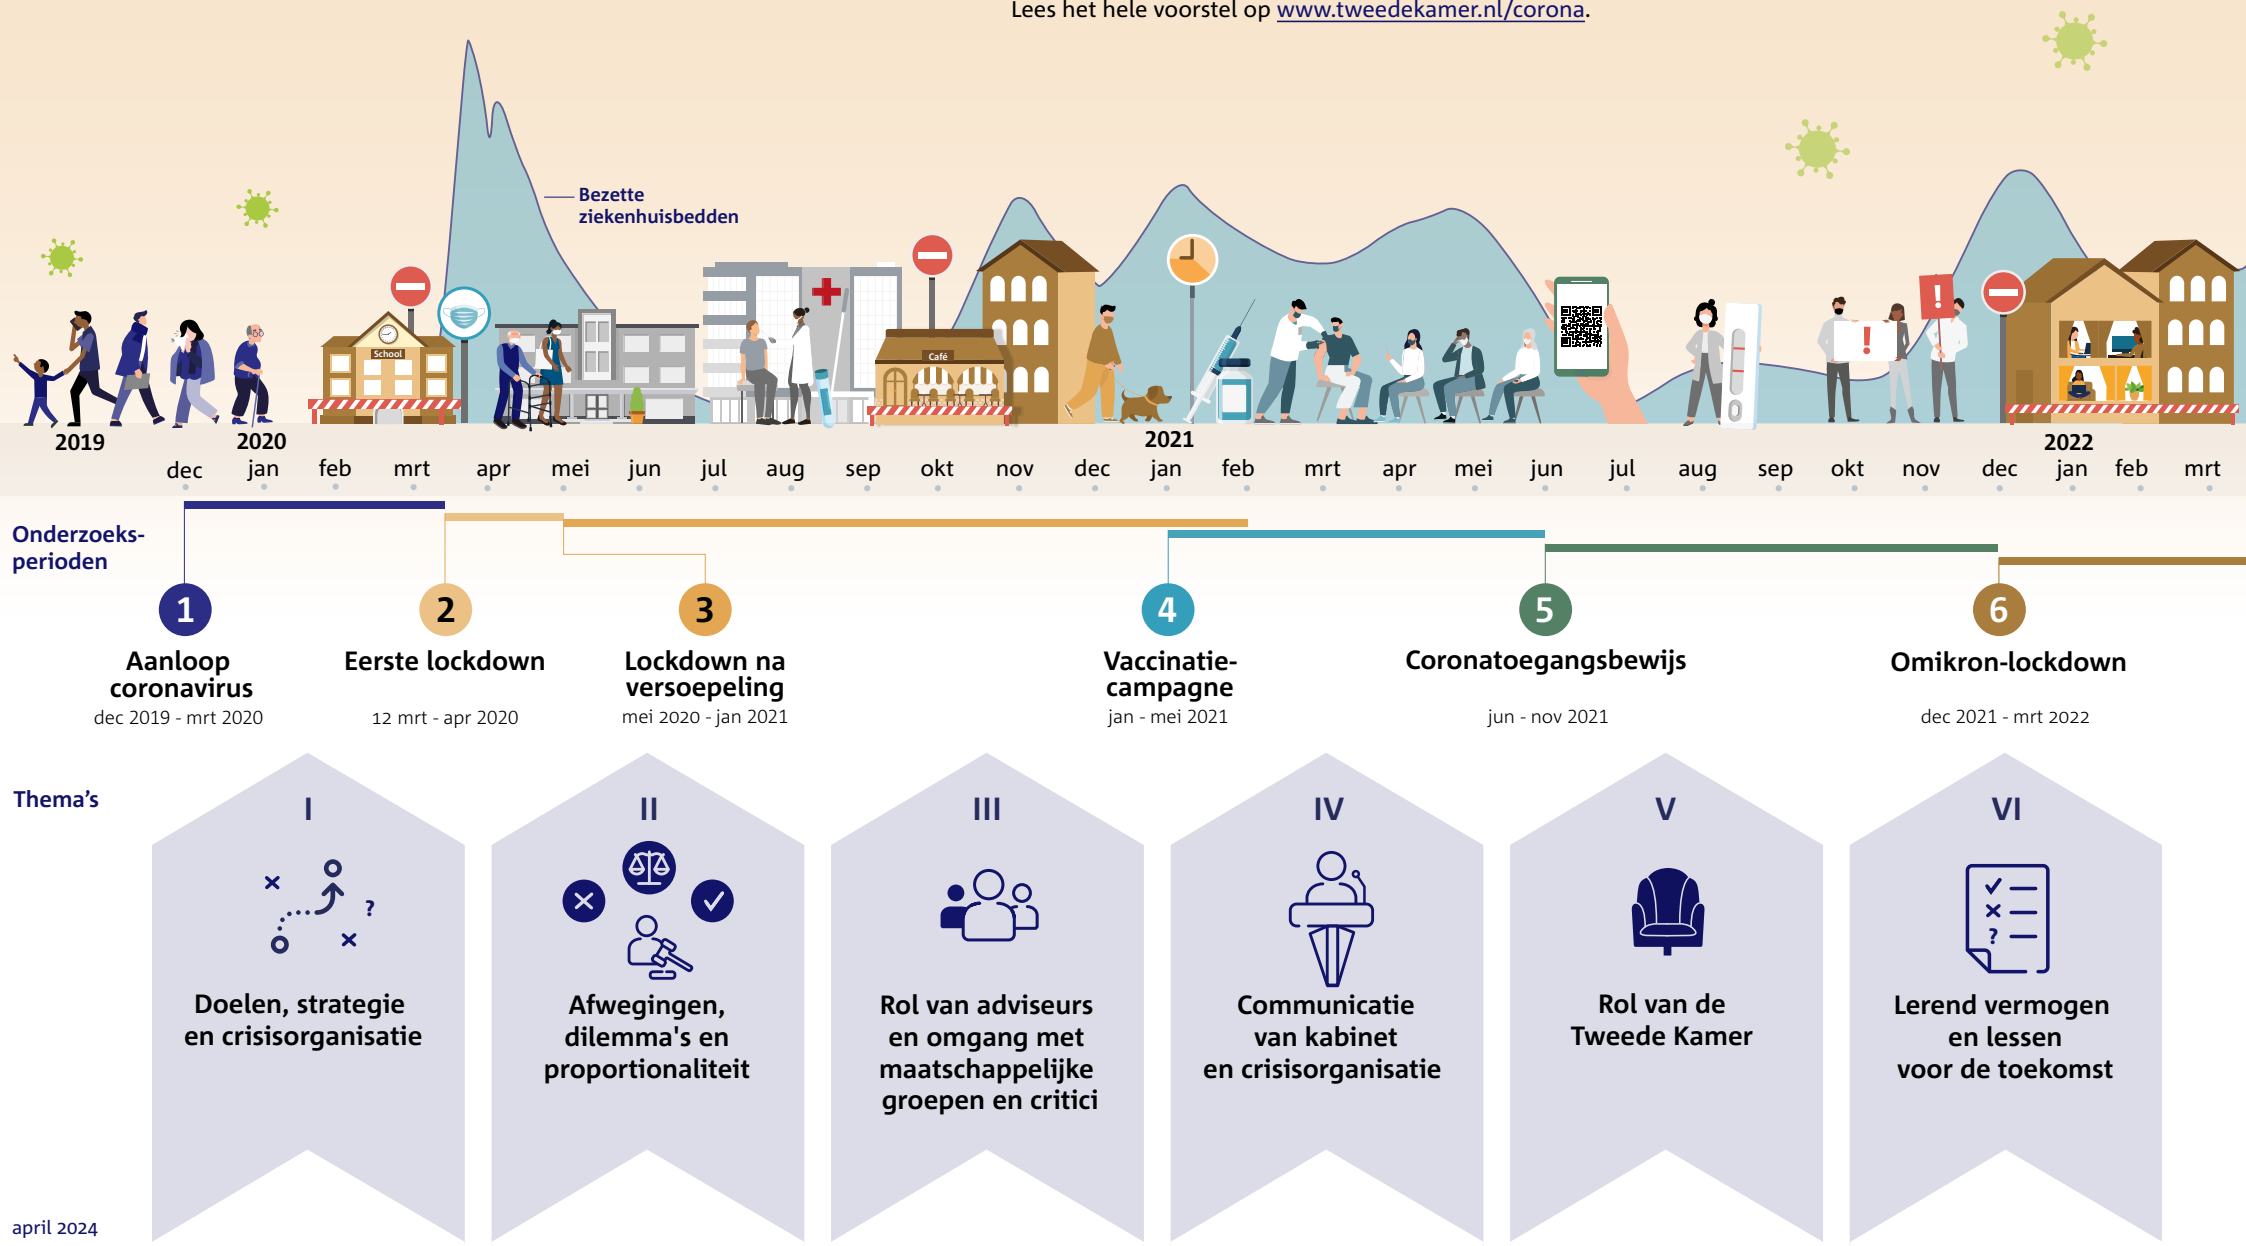 Lees het hele voorstel op www.tweedekamer.nl/corona.
Bezette
ziekenhuisbedden
School
Café
!
!
2019
2020
2021
2022
dec jan feb mrt apr mei jun jul aug sep okt nov dec jan feb mrt apr mei jun jul aug sep okt nov dec jan feb mrt
Onderzoeks-
perioden
1
Aanloop
coronavirus
dec 2019 - mrt 2020
2
Eerste lockdown
12 mrt - apr 2020
3
Lockdown na
versoepeling
mei 2020 - jan 2021
4
Vaccinatie-
campagne
jan - mei 2021
5
Coronatoegangsbewijs
jun - nov 2021
6
Omikron-lockdown
dec 2021 - mrt 2022
Thema's
I
?
Doelen, strategie
en crisisorganisatie
II
Afwegingen,
dilemma's en
proportionaliteit
III
Rol van adviseurs
en omgang met
maatschappelijke
groepen en critici
IV
Communicatie
van kabinet
en crisisorganisatie
V
Rol van de
Tweede Kamer
VI
?
Lerend vermogen
en lessen
voor de toekomst
april 2024